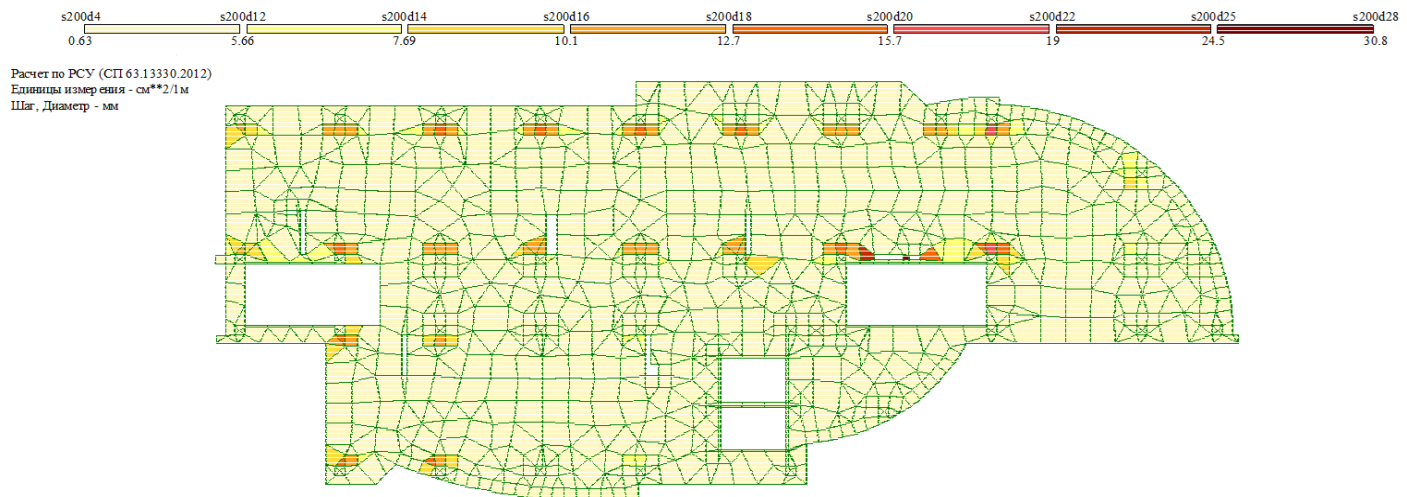 s200d4 s200d12 s200d14 s200d16 s200d18 s200d20 s200d22 s200d25 s200d28
0.63 5.66 7.69 10.1 12.7 15.7 19 24.5 30.8
Расчет по РСУ (СП 63.13330.2012)
Единицы измерения - см**2/1м
Шаг, Диаметр - мм